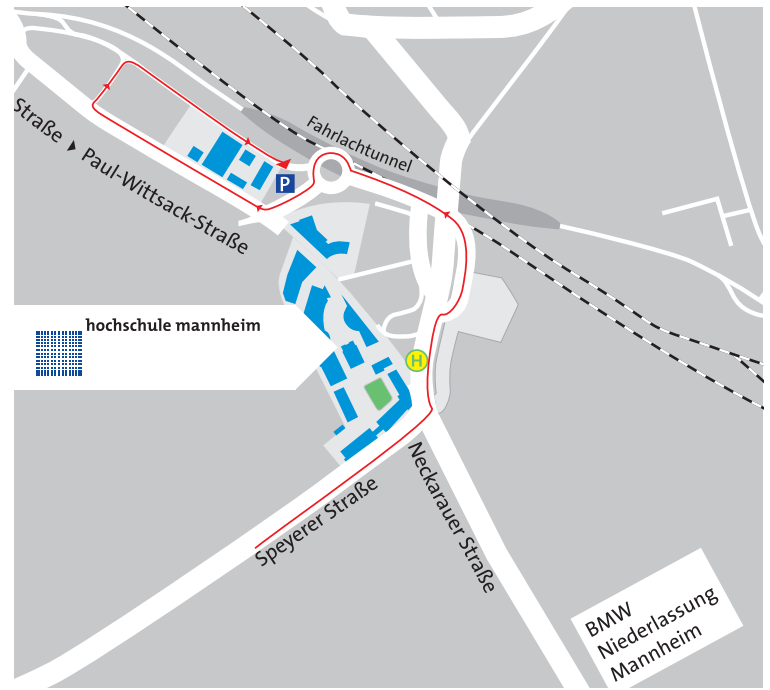 Fahrlachtunnel
Straße ▸ Paul-Wittsack-Straße
P
hochschule mannheim
H
Neckarauer Straße
Speyerer Straße
BMW
Niederlassung
Mannheim